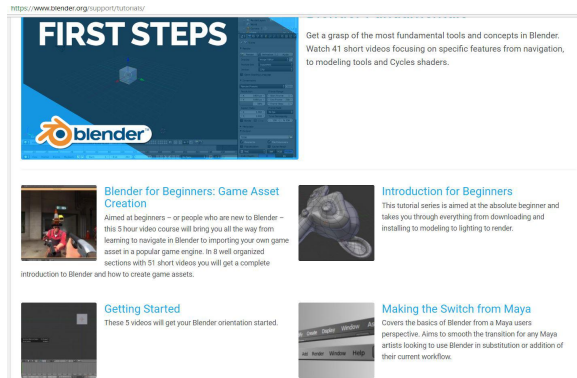 https://www.blender.org/support/tutorials/
FIRST STEPS
blender
Get a grasp of the most fundamental tools and concepts in Blender.
Watch 41 short videos focusing on specific features from navigation,
to modeling tools and Cycles shaders.
Blender for Beginners: Game Asset
Creation
Aimed at beginners – or people who are new to Blender –
this 5 hour video course will bring you all the way from
learning to navigate in Blender to importing your own game
asset in a popular game engine. In 8 well organized
sections with 51 short videos you will get a complete
introduction to Blender and how to create game assets.
Introduction for Beginners
This tutorial series is aimed at the absolute beginner and
takes you through everything from downloading and
installing to modeling to lighting to render.
Getting Started
These 5 videos will get your Blender orientation started.
Making the Switch from Maya
Covers the basics of Blender from a Maya users
perspective. Aims to smooth the transition for any Maya
artists looking to use Blender in substitution or addition of
their current workflow.
Create Display Window
Add Render Window Help